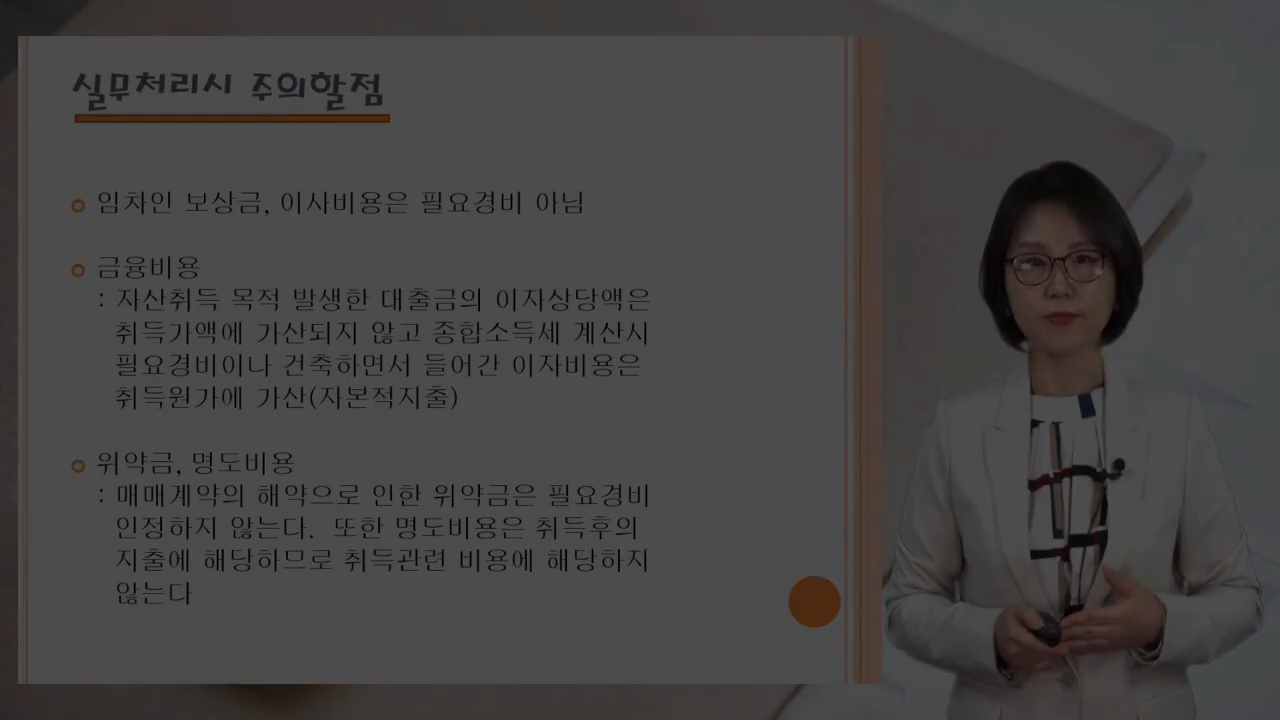 실무처리시 주의할점
임차인 보상금, 이사비용은 필요경비 아님
금융비용
: 자산취득 목적 발생한 대출금의 이자상당액은
취득가액에 가산되지 않고 종합소득세 계산시
필요경비이나 건축하면서 들어간 이자비용은
취득원가에 가산(자본적지출)
위약금, 명도비용
: 매매계약의 해약으로 인한 위약금은 필요경비
인정하지 않는다. 또한 명도비용은 취득후의
지출에 해당하므로 취득관련 비용에 해당하지
않는다